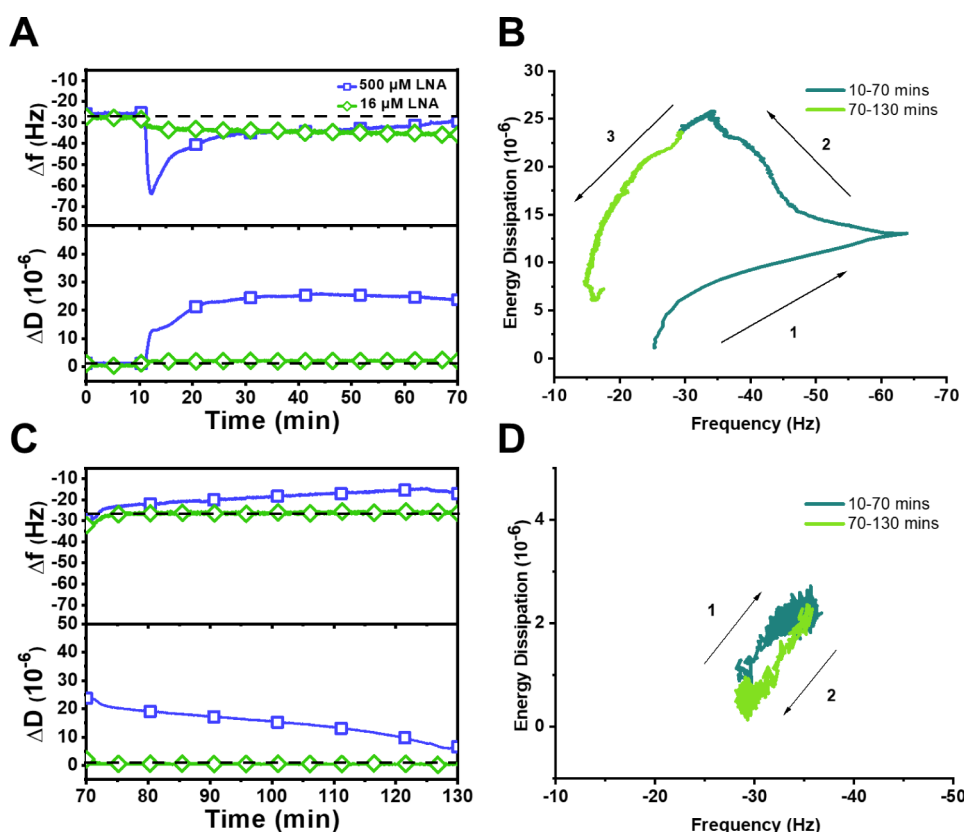 A
-10
-20
-30
-40
-50
-60
-70
Δf (Hz)
500 µM LNA
16 µM LNA
50
40
30
20
10
0
ΔD (10-6)
0 10 20 30 40 50 60 70
Time (min)
B
30
25
20
15
10
5
0
Energy Dissipation (10-6)
10-70 mins
70-130 mins
3
2
1
-10 -20 -30 -40 -50 -60 -70
Frequency (Hz)
C
-10
-20
-30
-40
-50
-60
-70
Δf (Hz)
50
40
30
20
10
0
ΔD (10-6)
70 80 90 100 110 120 130
Time (min)
D
4
2
0
Energy Dissipation (10-6)
10-70 mins
70-130 mins
1
2
-10 -20 -30 -40 -50
Frequency (Hz)